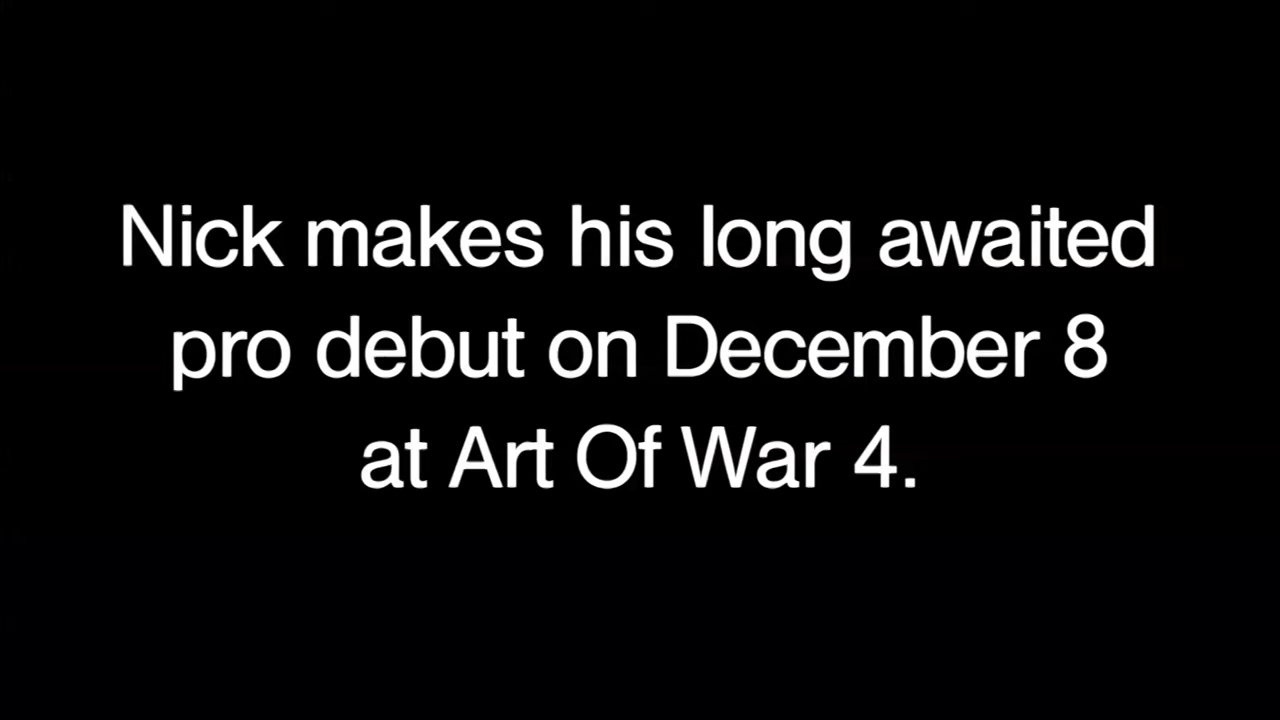 Nick makes his long awaited
pro debut on December 8
at Art Of War 4.